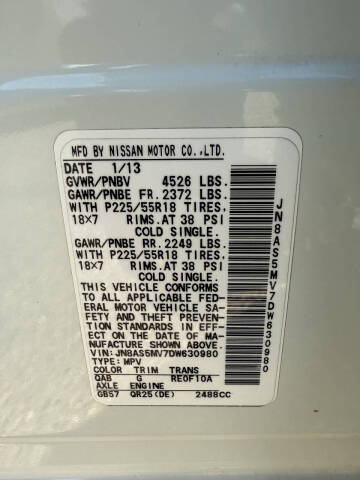 MFD BY NISSAN MOTOR CO.,LTD.
DATE 1/13
GVWR/PNBV 4526 LBS.
GAWR/PNBE FR. 2372 LBS.
WITH P225/55R18 TIRES,
18×7 RIMS, AT 38 PSI
COLD SINGLE.
GAWR/PNBE RR. 2249 LBS.
WITH P225/55R18 TIRES,
18×7 RIMS, AT 38 PSI
COLD SINGLE.
THIS VEHICLE CONFORMS
TO ALL APPLICABLE FED-
ERAL MOTOR VEHICLE SA-
FETY AND THEFT PREVENTION
STANDARDS IN EFFECT
ON THE DATE OF MA-
NUFACTURE SHOWN ABOVE.
VIN:JN8AS5MV7DW630980
TYPE: MPV
COLOR TRIM TRANS
QAB G RE0F10A
AXLE ENGINE
GB57 QR25(DE) 2488CC
JN8AS5MV7DW630980